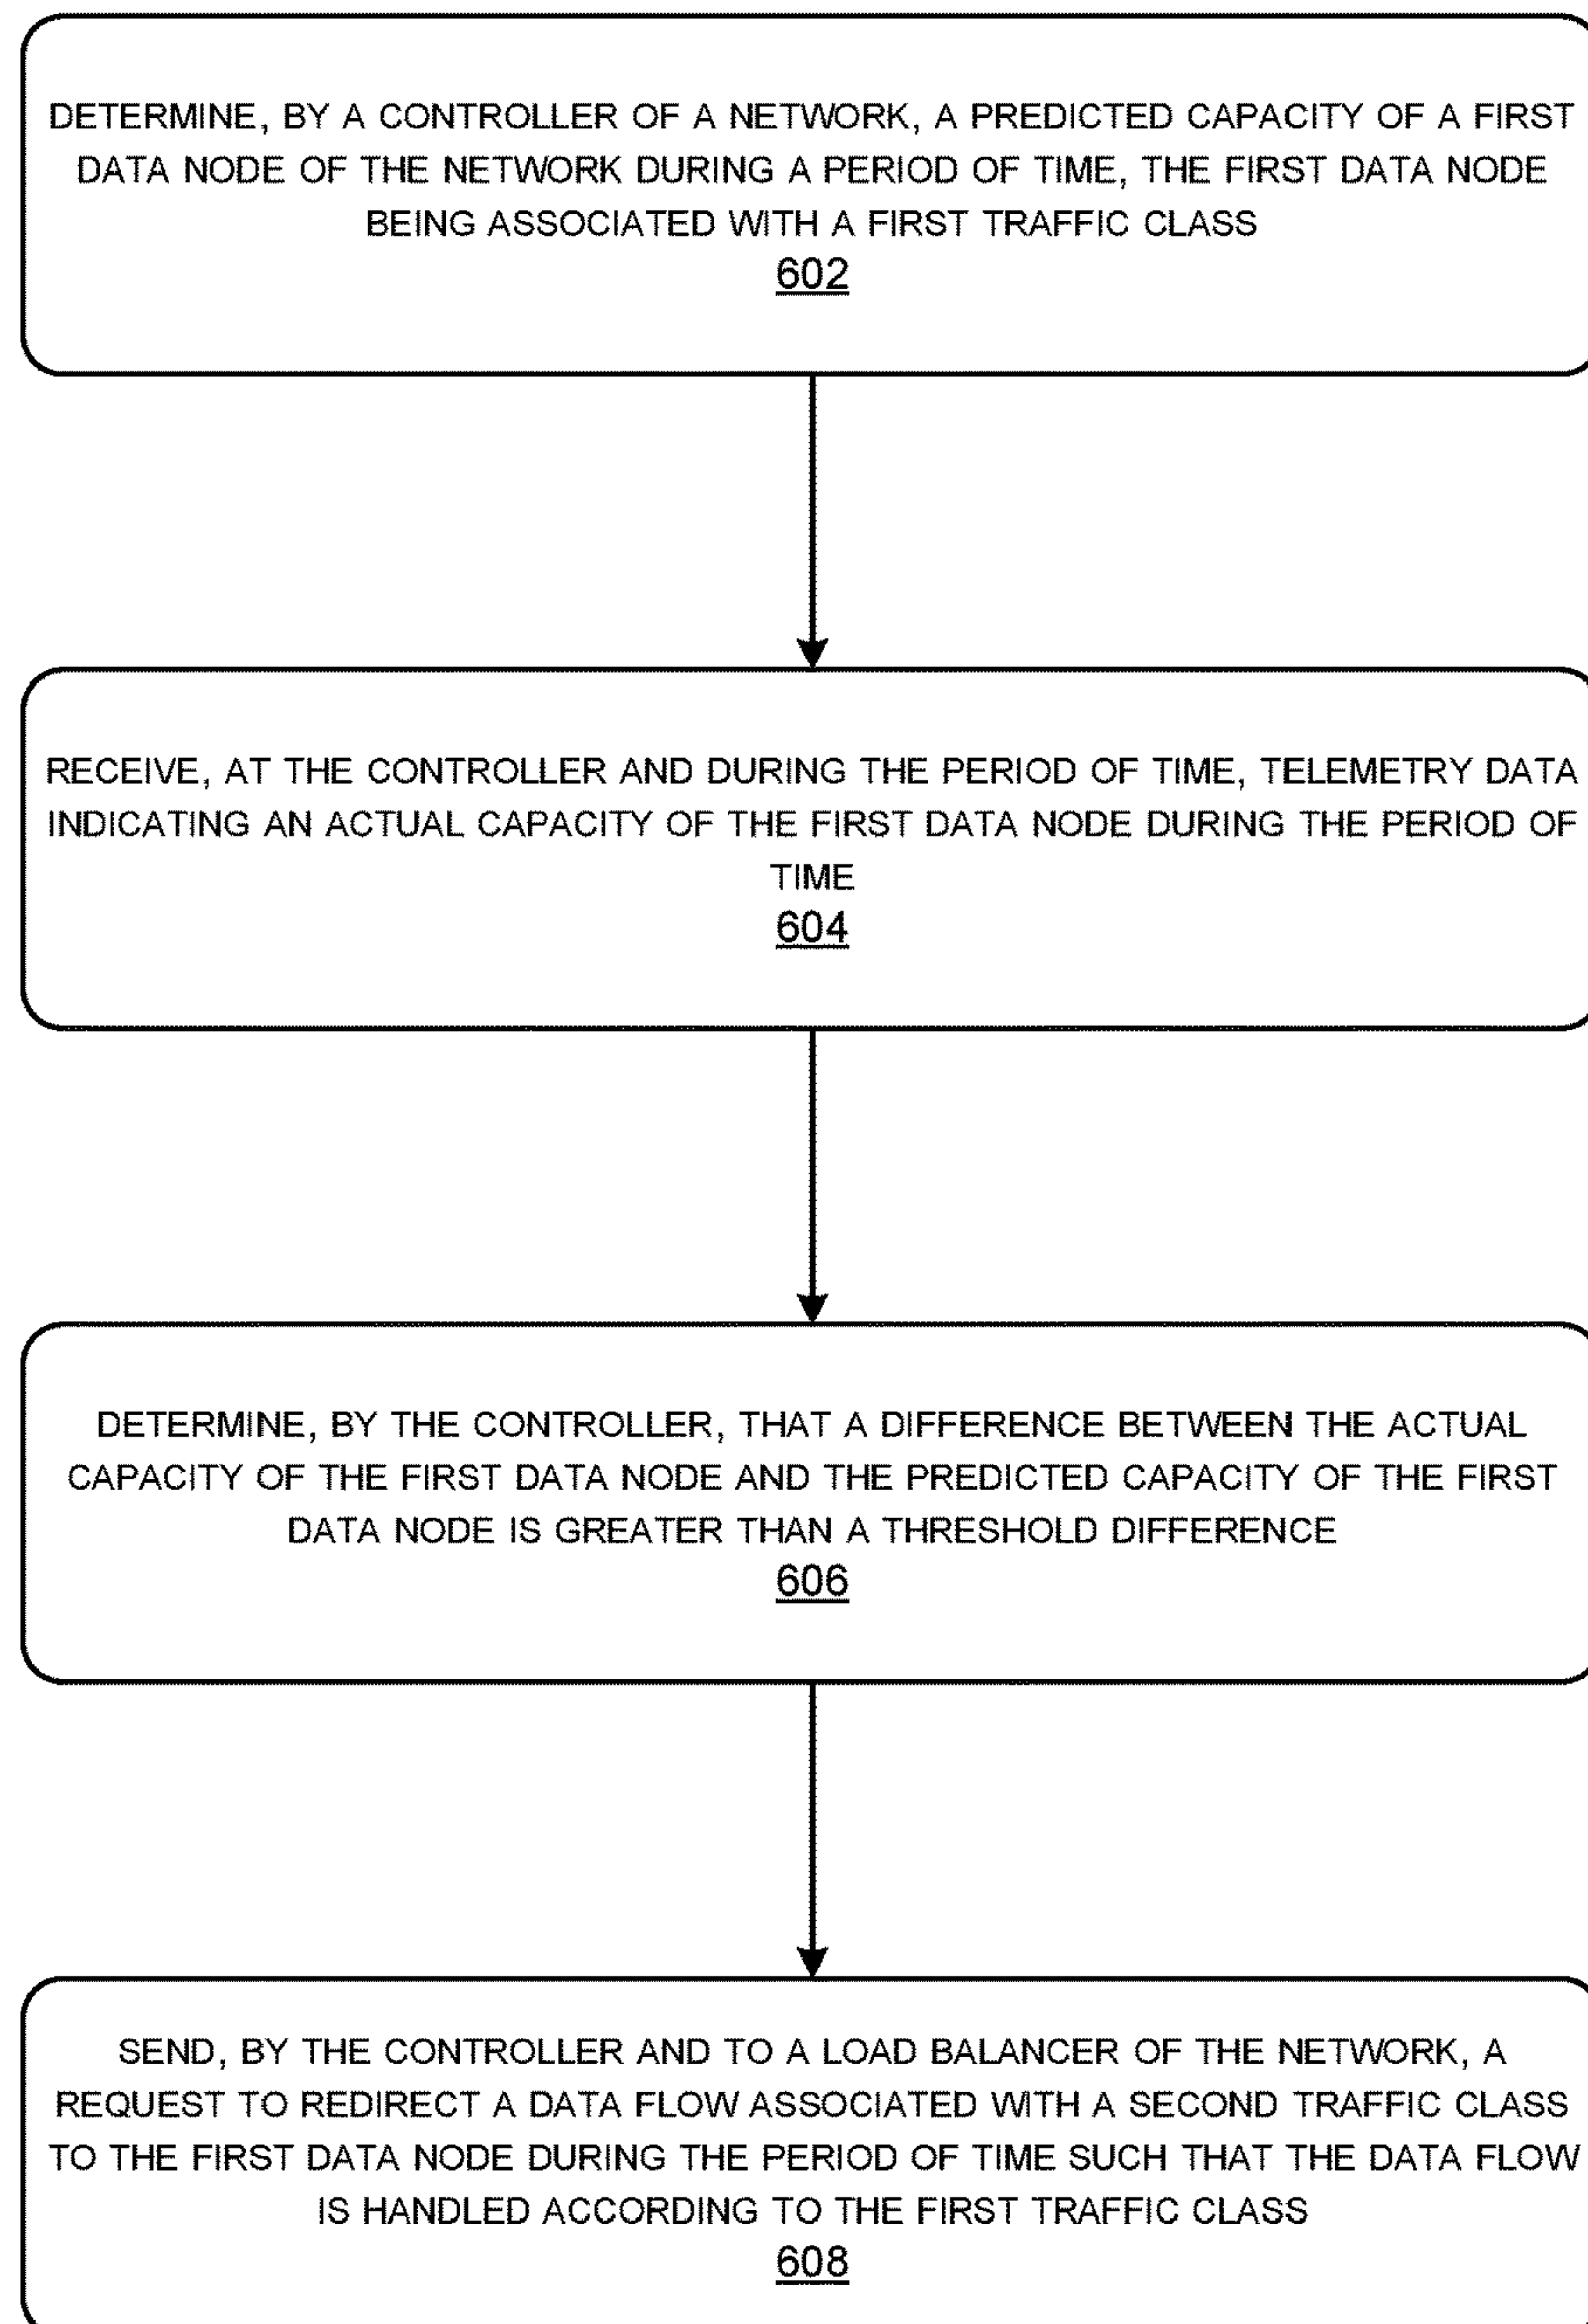 DETERMINE, BY A CONTROLLER OF A NETWORK, A PREDICTED CAPACITY OF A FIRST
DATA NODE OF THE NETWORK DURING A PERIOD OF TIME, THE FIRST DATA NODE
BEING ASSOCIATED WITH A FIRST TRAFFIC CLASS
602
RECEIVE, AT THE CONTROLLER AND DURING THE PERIOD OF TIME, TELEMETRY DATA
INDICATING AN ACTUAL CAPACITY OF THE FIRST DATA NODE DURING THE PERIOD OF
TIME
604
DETERMINE, BY THE CONTROLLER, THAT A DIFFERENCE BETWEEN THE ACTUAL
CAPACITY OF THE FIRST DATA NODE AND THE PREDICTED CAPACITY OF THE FIRST
DATA NODE IS GREATER THAN A THRESHOLD DIFFERENCE
606
SEND, BY THE CONTROLLER AND TO A LOAD BALANCER OF THE NETWORK, A
REQUEST TO REDIRECT A DATA FLOW ASSOCIATED WITH A SECOND TRAFFIC CLASS
TO THE FIRST DATA NODE DURING THE PERIOD OF TIME SUCH THAT THE DATA FLOW
IS HANDLED ACCORDING TO THE FIRST TRAFFIC CLASS
608